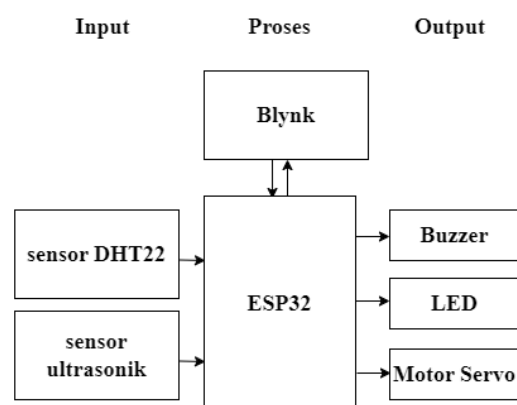 Input
Proses
Output
Blynk
sensor DHT22
sensor
ultrasonik
ESP32
Buzzer
LED
Motor Servo